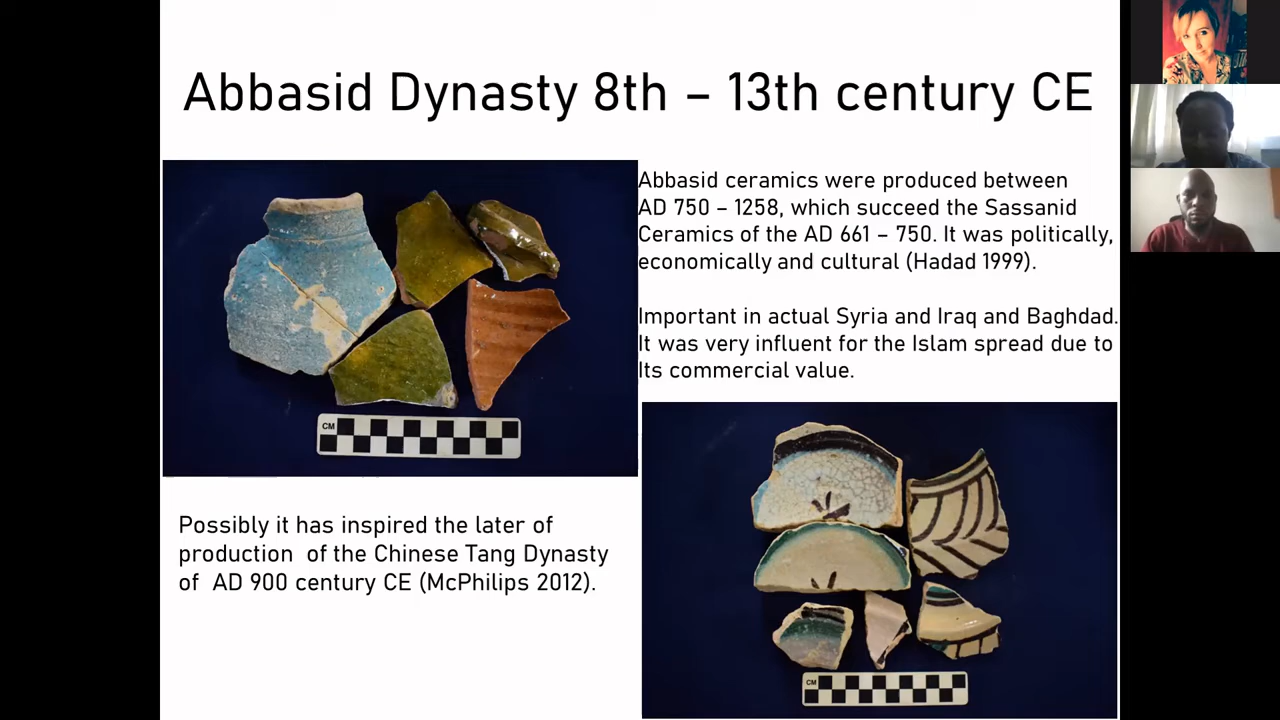 Abbasid Dynasty 8th – 13th century CE
Abbasid ceramics were produced between
AD 750 – 1258, which succeed the Sassanid
Ceramics of the AD 661 – 750. It was politically,
economically and cultural (Hadad 1999).
Important in actual Syria and Iraq and Baghdad.
It was very influent for the Islam spread due to
Its commercial value.
CM
Possibly it has inspired the later of
production of the Chinese Tang Dynasty
of AD 900 century CE (McPhilips 2012).
CM